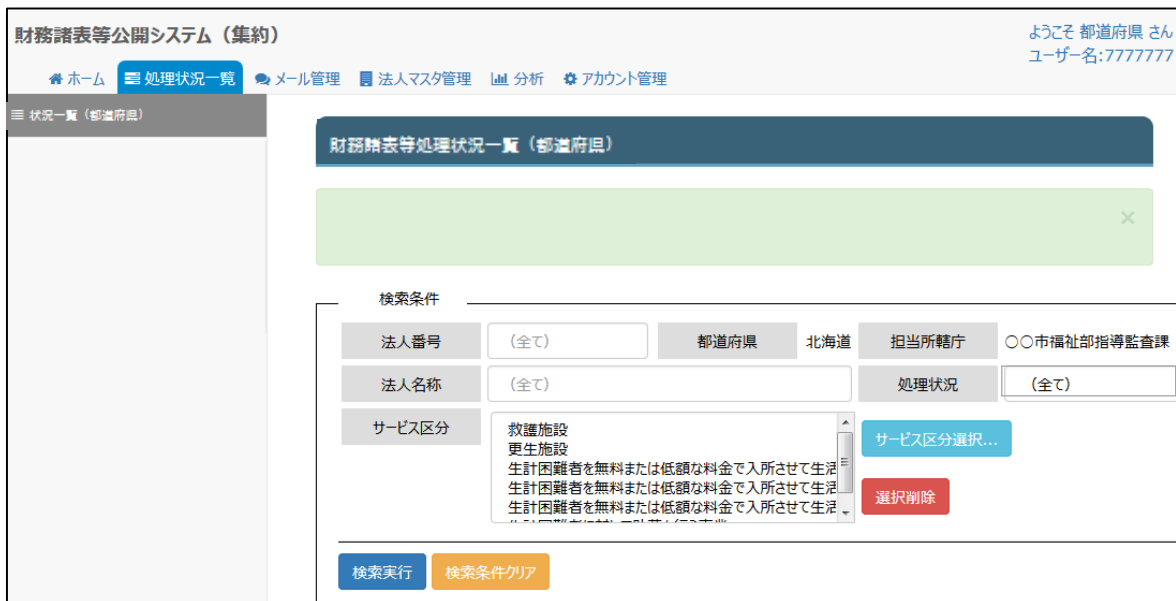 財務諸表等公開システム（集約）
ようこそ 都道府県 さん
ユーザー名:7777777
ホーム 処理状況一覧 メール管理 法人マスタ管理 分析 アカウント管理
状況一覧（都道府県）
財務諸表等処理状況一覧（都道府県）
×
検索条件
法人番号 （全て） 都道府県 北海道 担当所轄庁 〇〇市福祉部指導監査課
法人名称 （全て） 処理状況 （全て）
サービス区分
救護施設
更生施設
生計困難者を無料または低額な料金で入所させて生活
生計困難者を無料または低額な料金で入所させて生活
生計困難者を無料または低額な料金で入所させて生活
サービス区分選択...
選択削除
検索実行 検索条件クリア